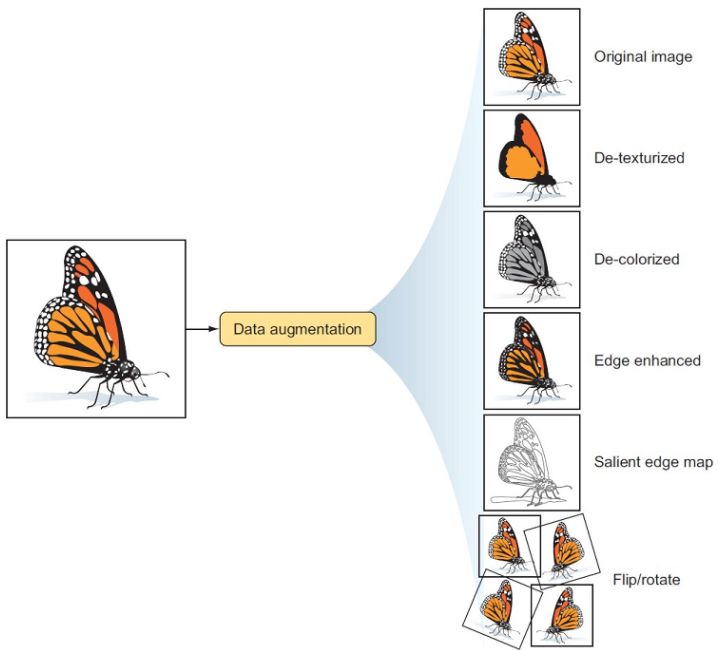 Original image
De-texturized
De-colorized
Data augmentation
Edge enhanced
Salient edge map
Flip/rotate